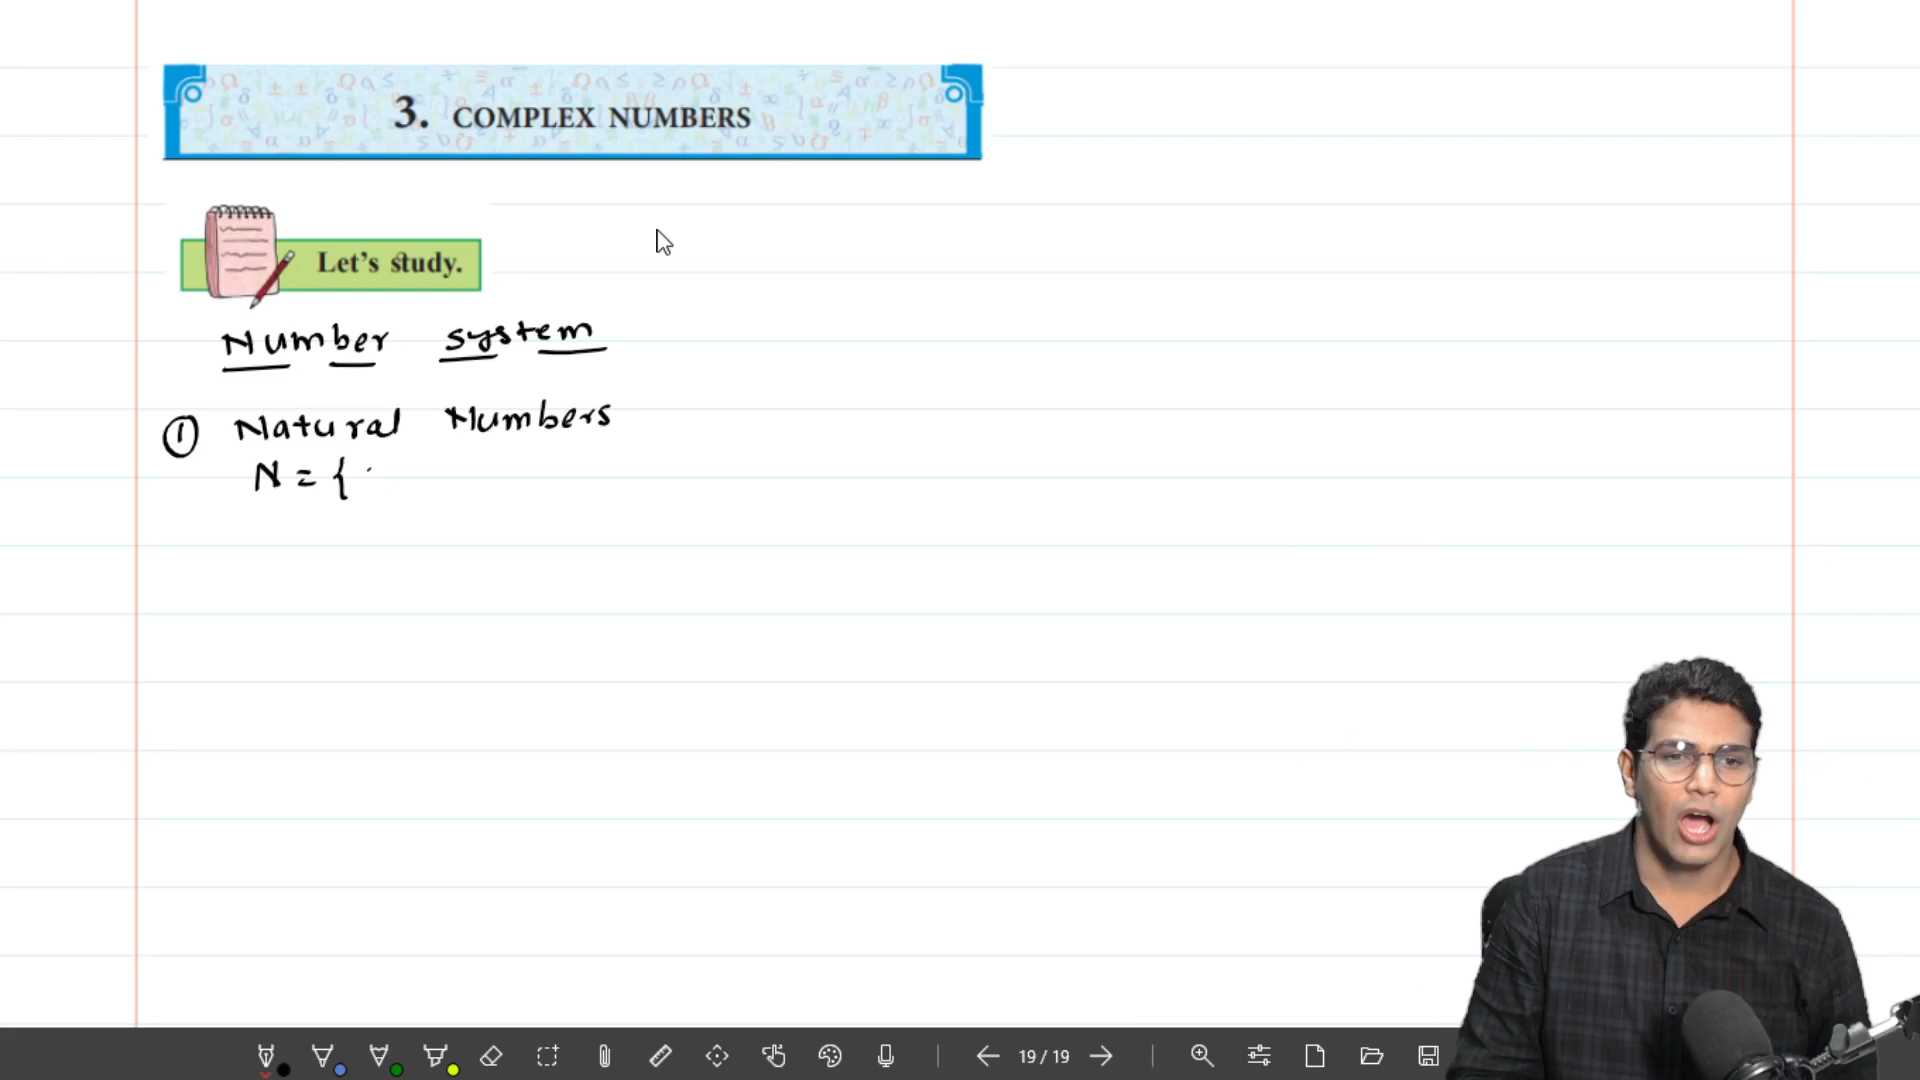 3. COMPLEX NUMBERS
Let's study.
Number system
① Natural Numbers
N = {
19 / 19